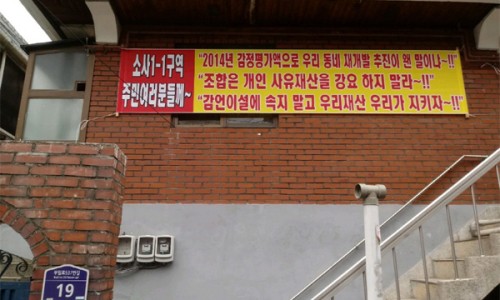 소사1-1구역
주민여러분들께~
"2014년 감정평가액으로 우리 동네 재개발 추진이 왠 말이냐~!!"
"조합은 개인 사유재산을 강요 하지 말라~!!"
"감언이설에 속지 말고 우리재산 우리가 지키자~!!"
19